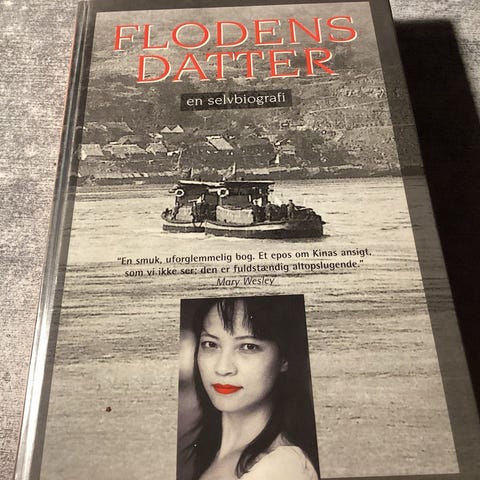 FLODENS
DATTER
en selvbiografi
"En smuk, uforglemmelig bog. Et epos om Kinas ansigt,
som vi ikke ser; den er fuldstændig altopslugende."
Mary Wesley